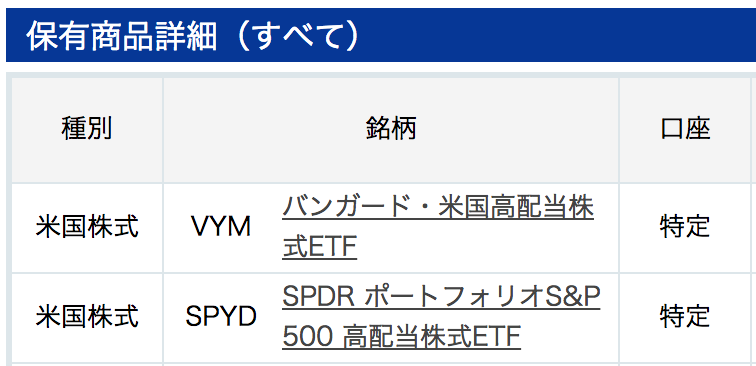 保有商品詳細（すべて）
種別 銘柄 口座
米国株式 VYM バンガード・米国高配当株
式ETF 特定
米国株式 SPYD SPDR ポートフォリオS&P
500 高配当株式ETF 特定